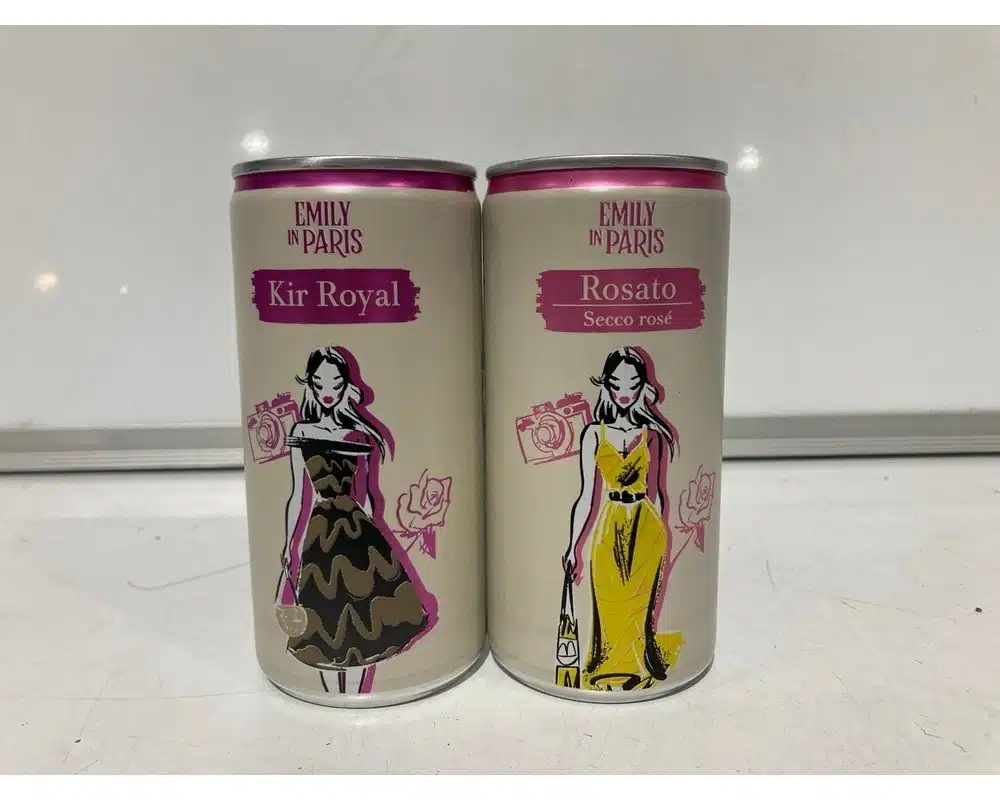 EMILY
IN PARIS
Kir Royal
EMILY
IN PARIS
Rosato
Secco rosé